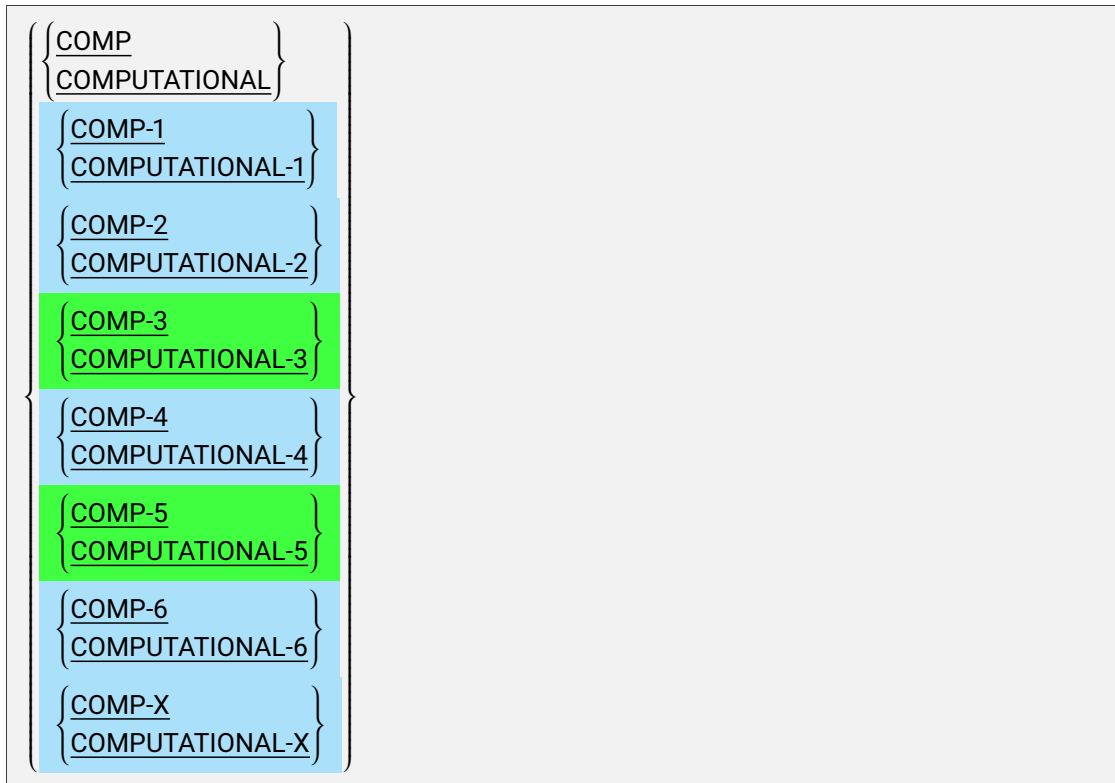 COMP
COMPUTATIONAL
COMP-1
COMPUTATIONAL-1
COMP-2
COMPUTATIONAL-2
COMP-3
COMPUTATIONAL-3
COMP-4
COMPUTATIONAL-4
COMP-5
COMPUTATIONAL-5
COMP-6
COMPUTATIONAL-6
COMP-X
COMPUTATIONAL-X